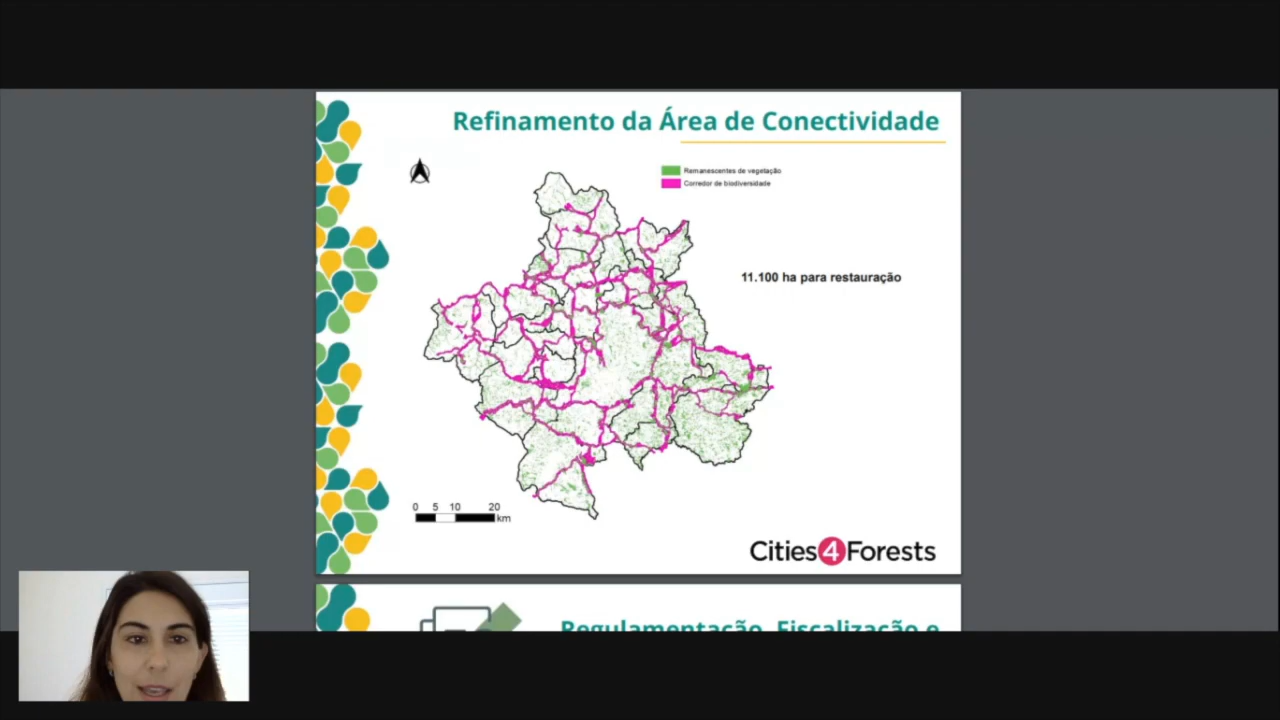 Refinamento da Área de Conectividade
Remanescentes de vegetação
Corredor de biodiversidade
11.100 ha para restauração
0 5 10 20
km
Cities4Forests
Regulamentação, Fiscalização e